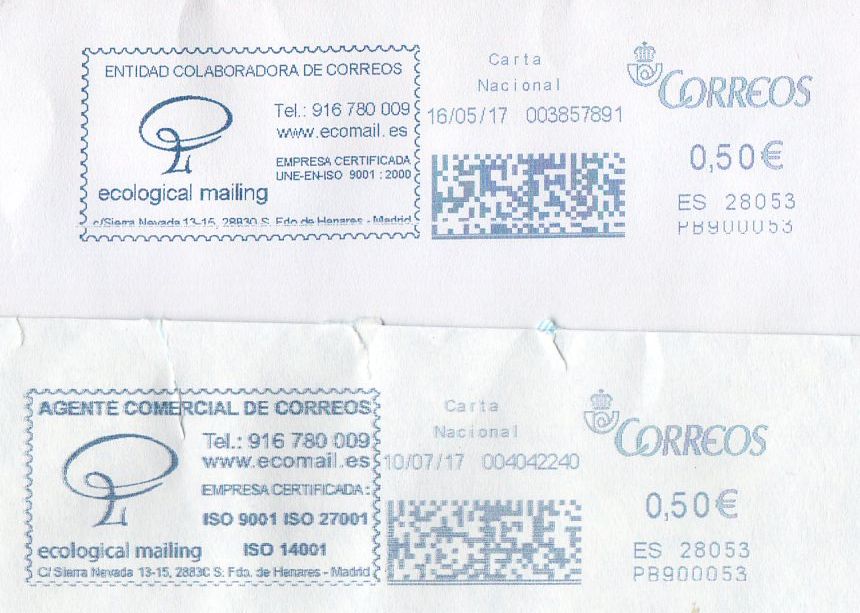 ENTIDAD COLABORADORA DE CORREOS
Tel.: 916 780 009
www.ecomail.es
EMPRESA CERTIFICADA
UNE-EN-ISO 9001 : 2000
ecological mailing
c/Sierra Nevada 13-15, 28830 S. Fdo de Henares - Madrid
Carta
Nacional
16/05/17 003857891
CORREOS
0,50€
ES 28053
PB900053
AGENTE COMERCIAL DE CORREOS
Tel.: 916 780 009
www.ecomail.es
EMPRESA CERTIFICADA:
ISO 9001 ISO 27001
ecological mailing ISO 14001
C/ Sierra Nevada 13-15, 28830 S. Fdo. de Henares - Madrid
Carta
Nacional
10/07/17 004042240
CORREOS
0,50€
ES 28053
PB900053